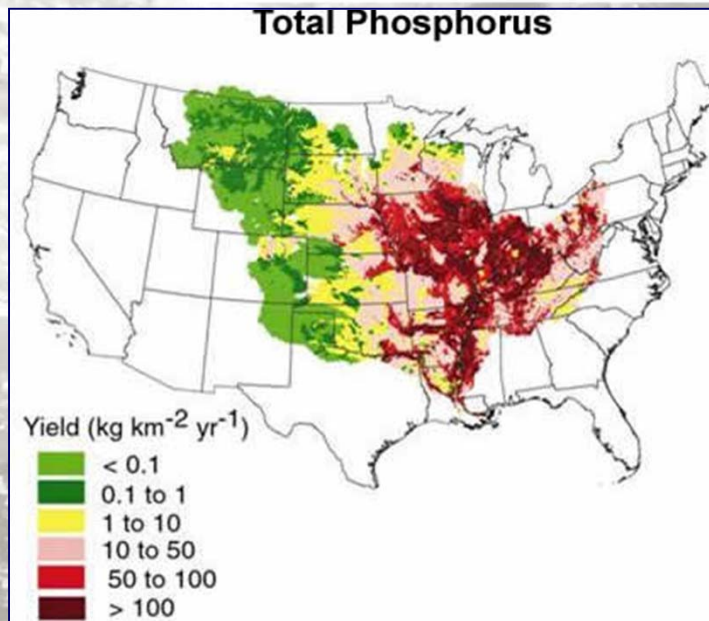 Total Phosphorus
Yield (kg km⁻² yr⁻¹)
< 0.1
0.1 to 1
1 to 10
10 to 50
50 to 100
> 100